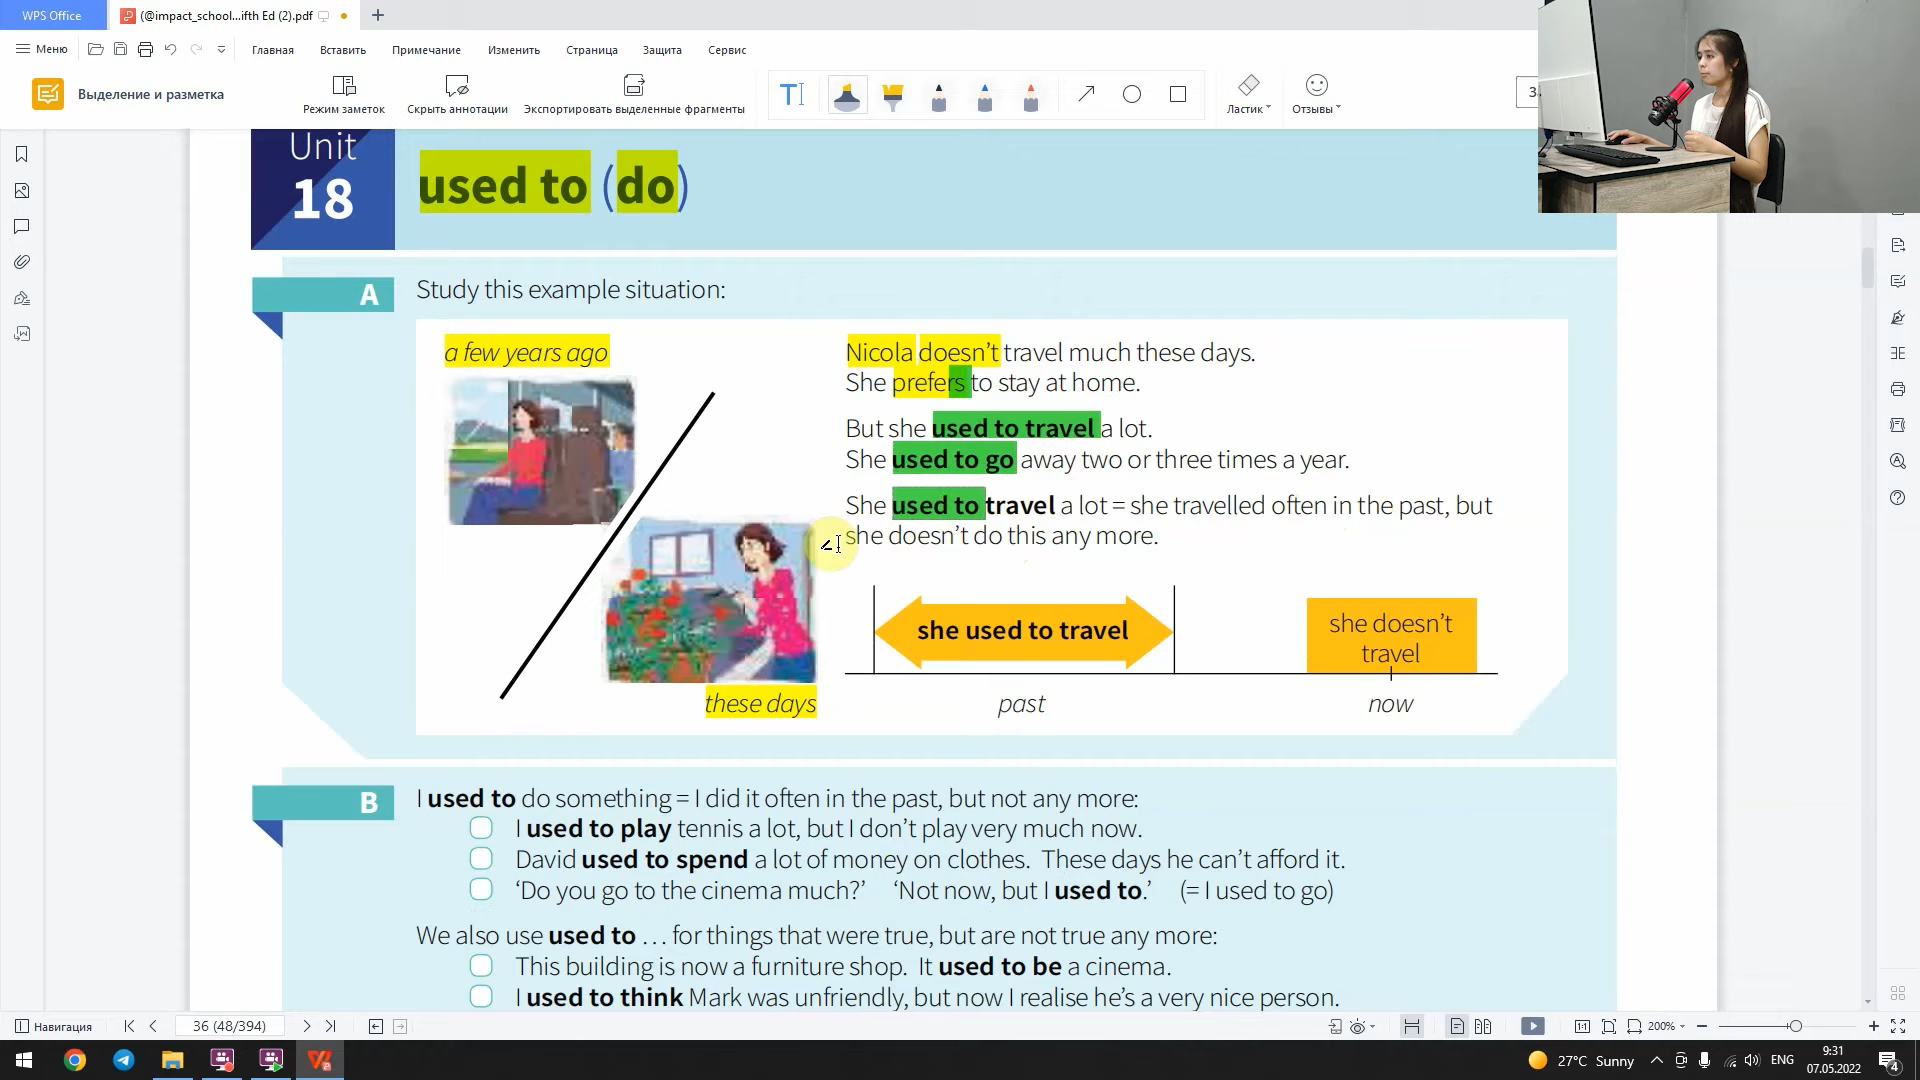 WPS Office
(@impact_school...ifth Ed (2).pdf
Меню
Главная
Вставить
Примечание
Изменить
Страница
Защита
Сервис
Выделение и разметка
Режим заметок
Скрыть аннотации
Экспортировать выделенные фрагменты
Ластик
Отзывы
Unit
18
used to (do)
A
Study this example situation:
a few years ago
Nicola doesn't travel much these days.
She prefers to stay at home.
But she used to travel a lot.
She used to go away two or three times a year.
She used to travel a lot = she travelled often in the past, but
she doesn't do this any more.
she used to travel
she doesn't
travel
these days
past
now
B
I used to do something = I did it often in the past, but not any more:
I used to play tennis a lot, but I don't play very much now.
David used to spend a lot of money on clothes. These days he can't afford it.
'Do you go to the cinema much?' 'Not now, but I used to.' (= I used to go)
We also use used to … for things that were true, but are not true any more:
This building is now a furniture shop. It used to be a cinema.
I used to think Mark was unfriendly, but now I realise he's a very nice person.
Навигация
36 (48/394)
1:1
200%
27°C Sunny
ENG
9:31
07.05.2022
4